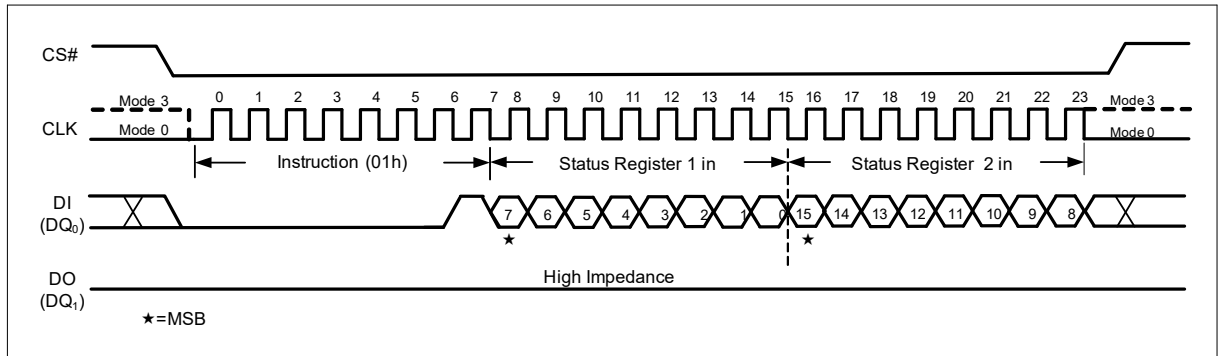 CS#
Mode 3 0 1 2 3 4 5 6 7 8 9 10 11 12 13 14 15 16 17 18 19 20 21 22 23 Mode 3
CLK Mode 0 Mode 0
Instruction (01h) Status Register 1 in Status Register 2 in
DI
(DQ0) 7 6 5 4 3 2 1 0 15 14 13 12 11 10 9 8
★ ★
High Impedance
DO
(DQ1)
★=MSB